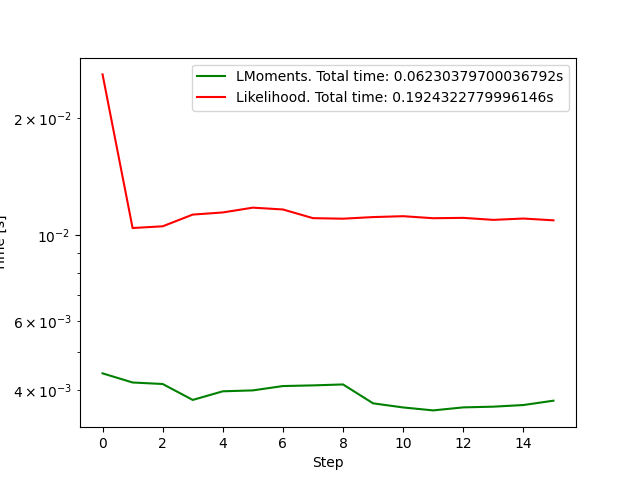 LMoments. Total time: 0.06230379700036792s
Likelihood. Total time: 0.1924322779996146s
2 × 10⁻²
10⁻²
6 × 10⁻³
4 × 10⁻³
0 2 4 6 8 10 12 14
Step